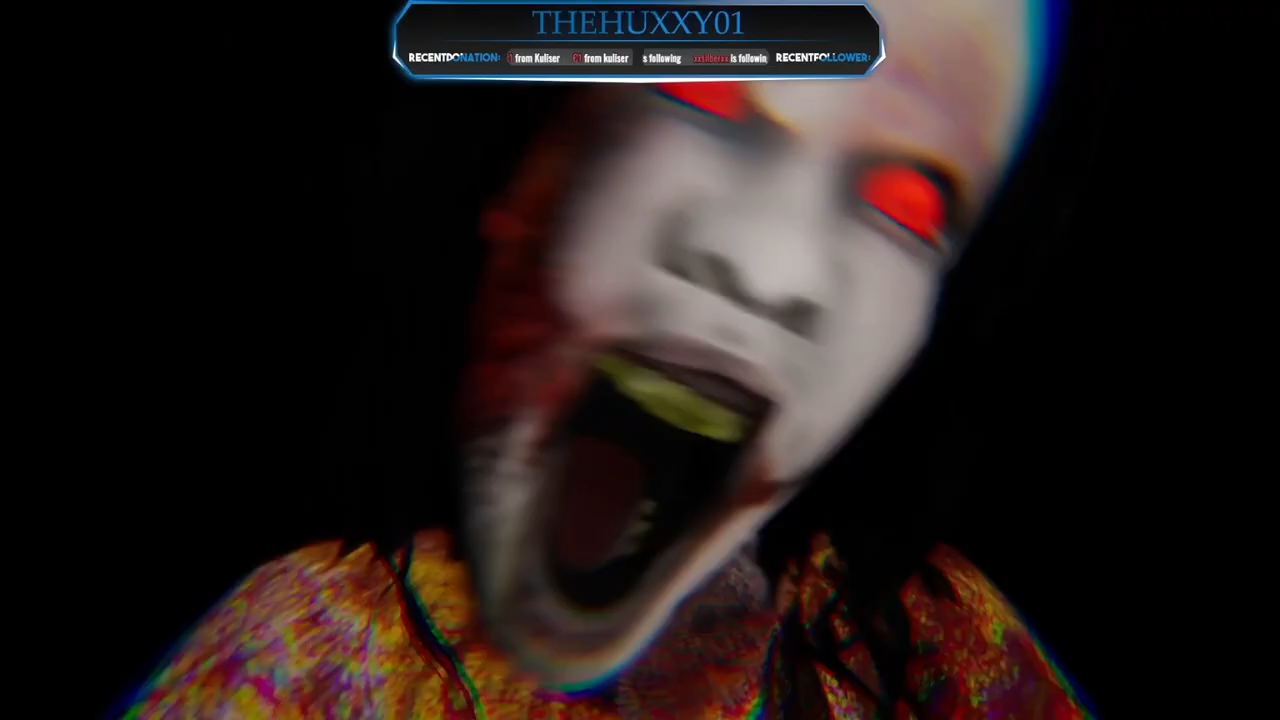 THEHUXXY01
RECENTDONATION: from Kuliser from kuliser s following is followin RECENTFOLLOWER: